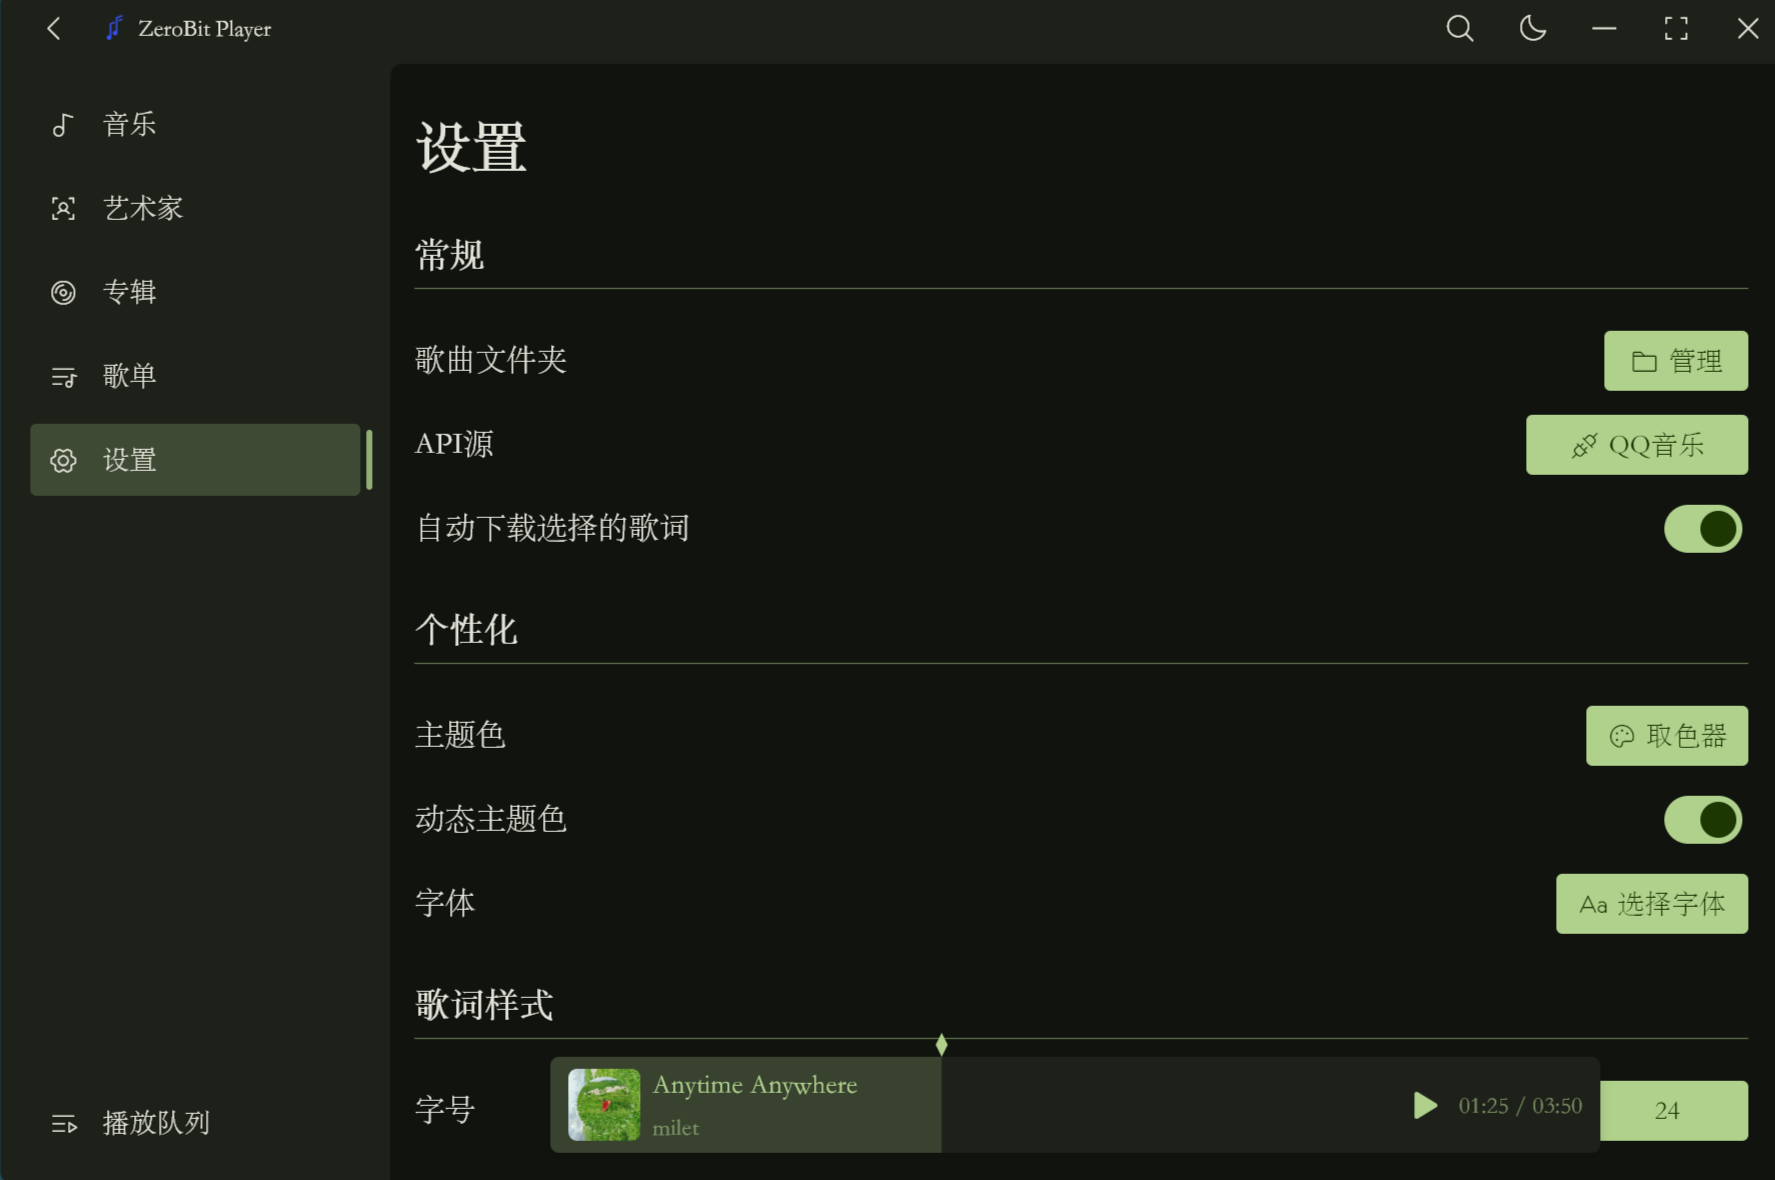 ZeroBit Player
音乐
艺术家
专辑
歌单
设置
播放队列
设置
常规
歌曲文件夹
管理
API源
QQ音乐
自动下载选择的歌词
个性化
主题色
取色器
动态主题色
字体
Aa 选择字体
歌词样式
字号
24
Anytime Anywhere
milet
01:25 / 03:50